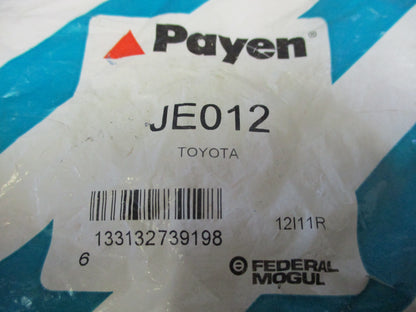 Payen®
JE012
TOYOTA
133132739198
12I11R
6
FEDERAL
MOGUL